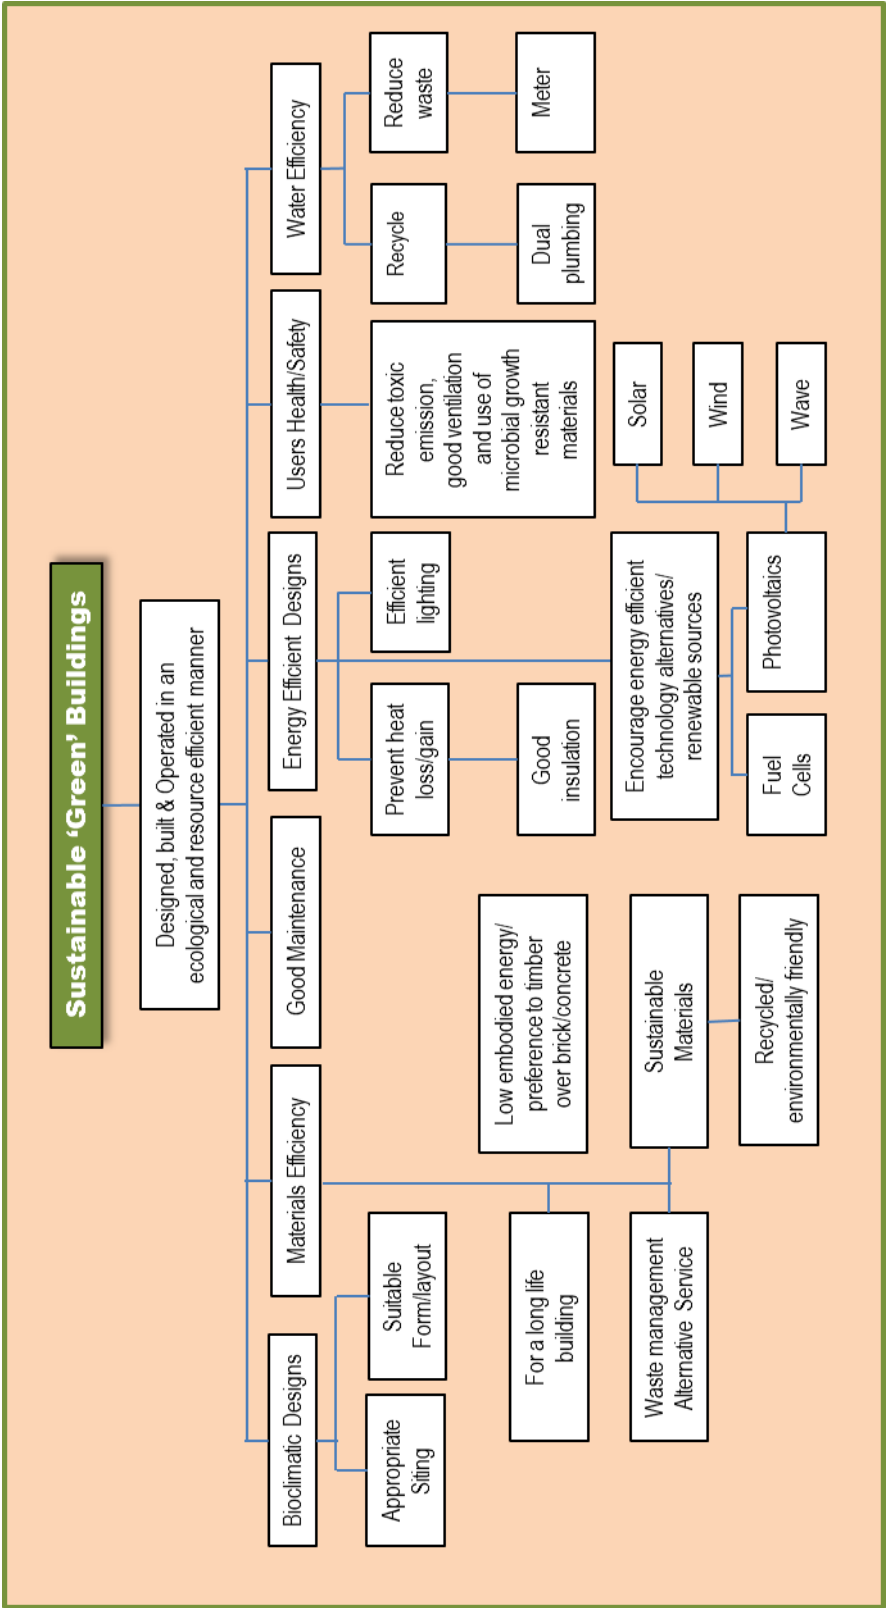 Sustainable ‘Green’ Buildings
Designed, built & Operated in an
ecological and resource efficient manner
Bioclimatic Designs
Materials Efficiency
Good Maintenance
Energy Efficient Designs
Users Health/Safety
Water Efficiency
Appropriate
Siting
Suitable
Form/layout
Prevent heat
loss/gain
Efficient
lighting
Reduce toxic
emission,
good ventilation
and use of
microbial growth
resistant
materials
Recycle
Reduce
waste
Low embodied energy/
preference to timber
over brick/concrete
For a long life
building
Good
insulation
Dual
plumbing
Meter
Waste management
Alternative Service
Sustainable
Materials
Encourage energy efficient
technology alternatives/
renewable sources
Solar
Wind
Wave
Recycled/
environmentally friendly
Fuel
Cells
Photovoltaics